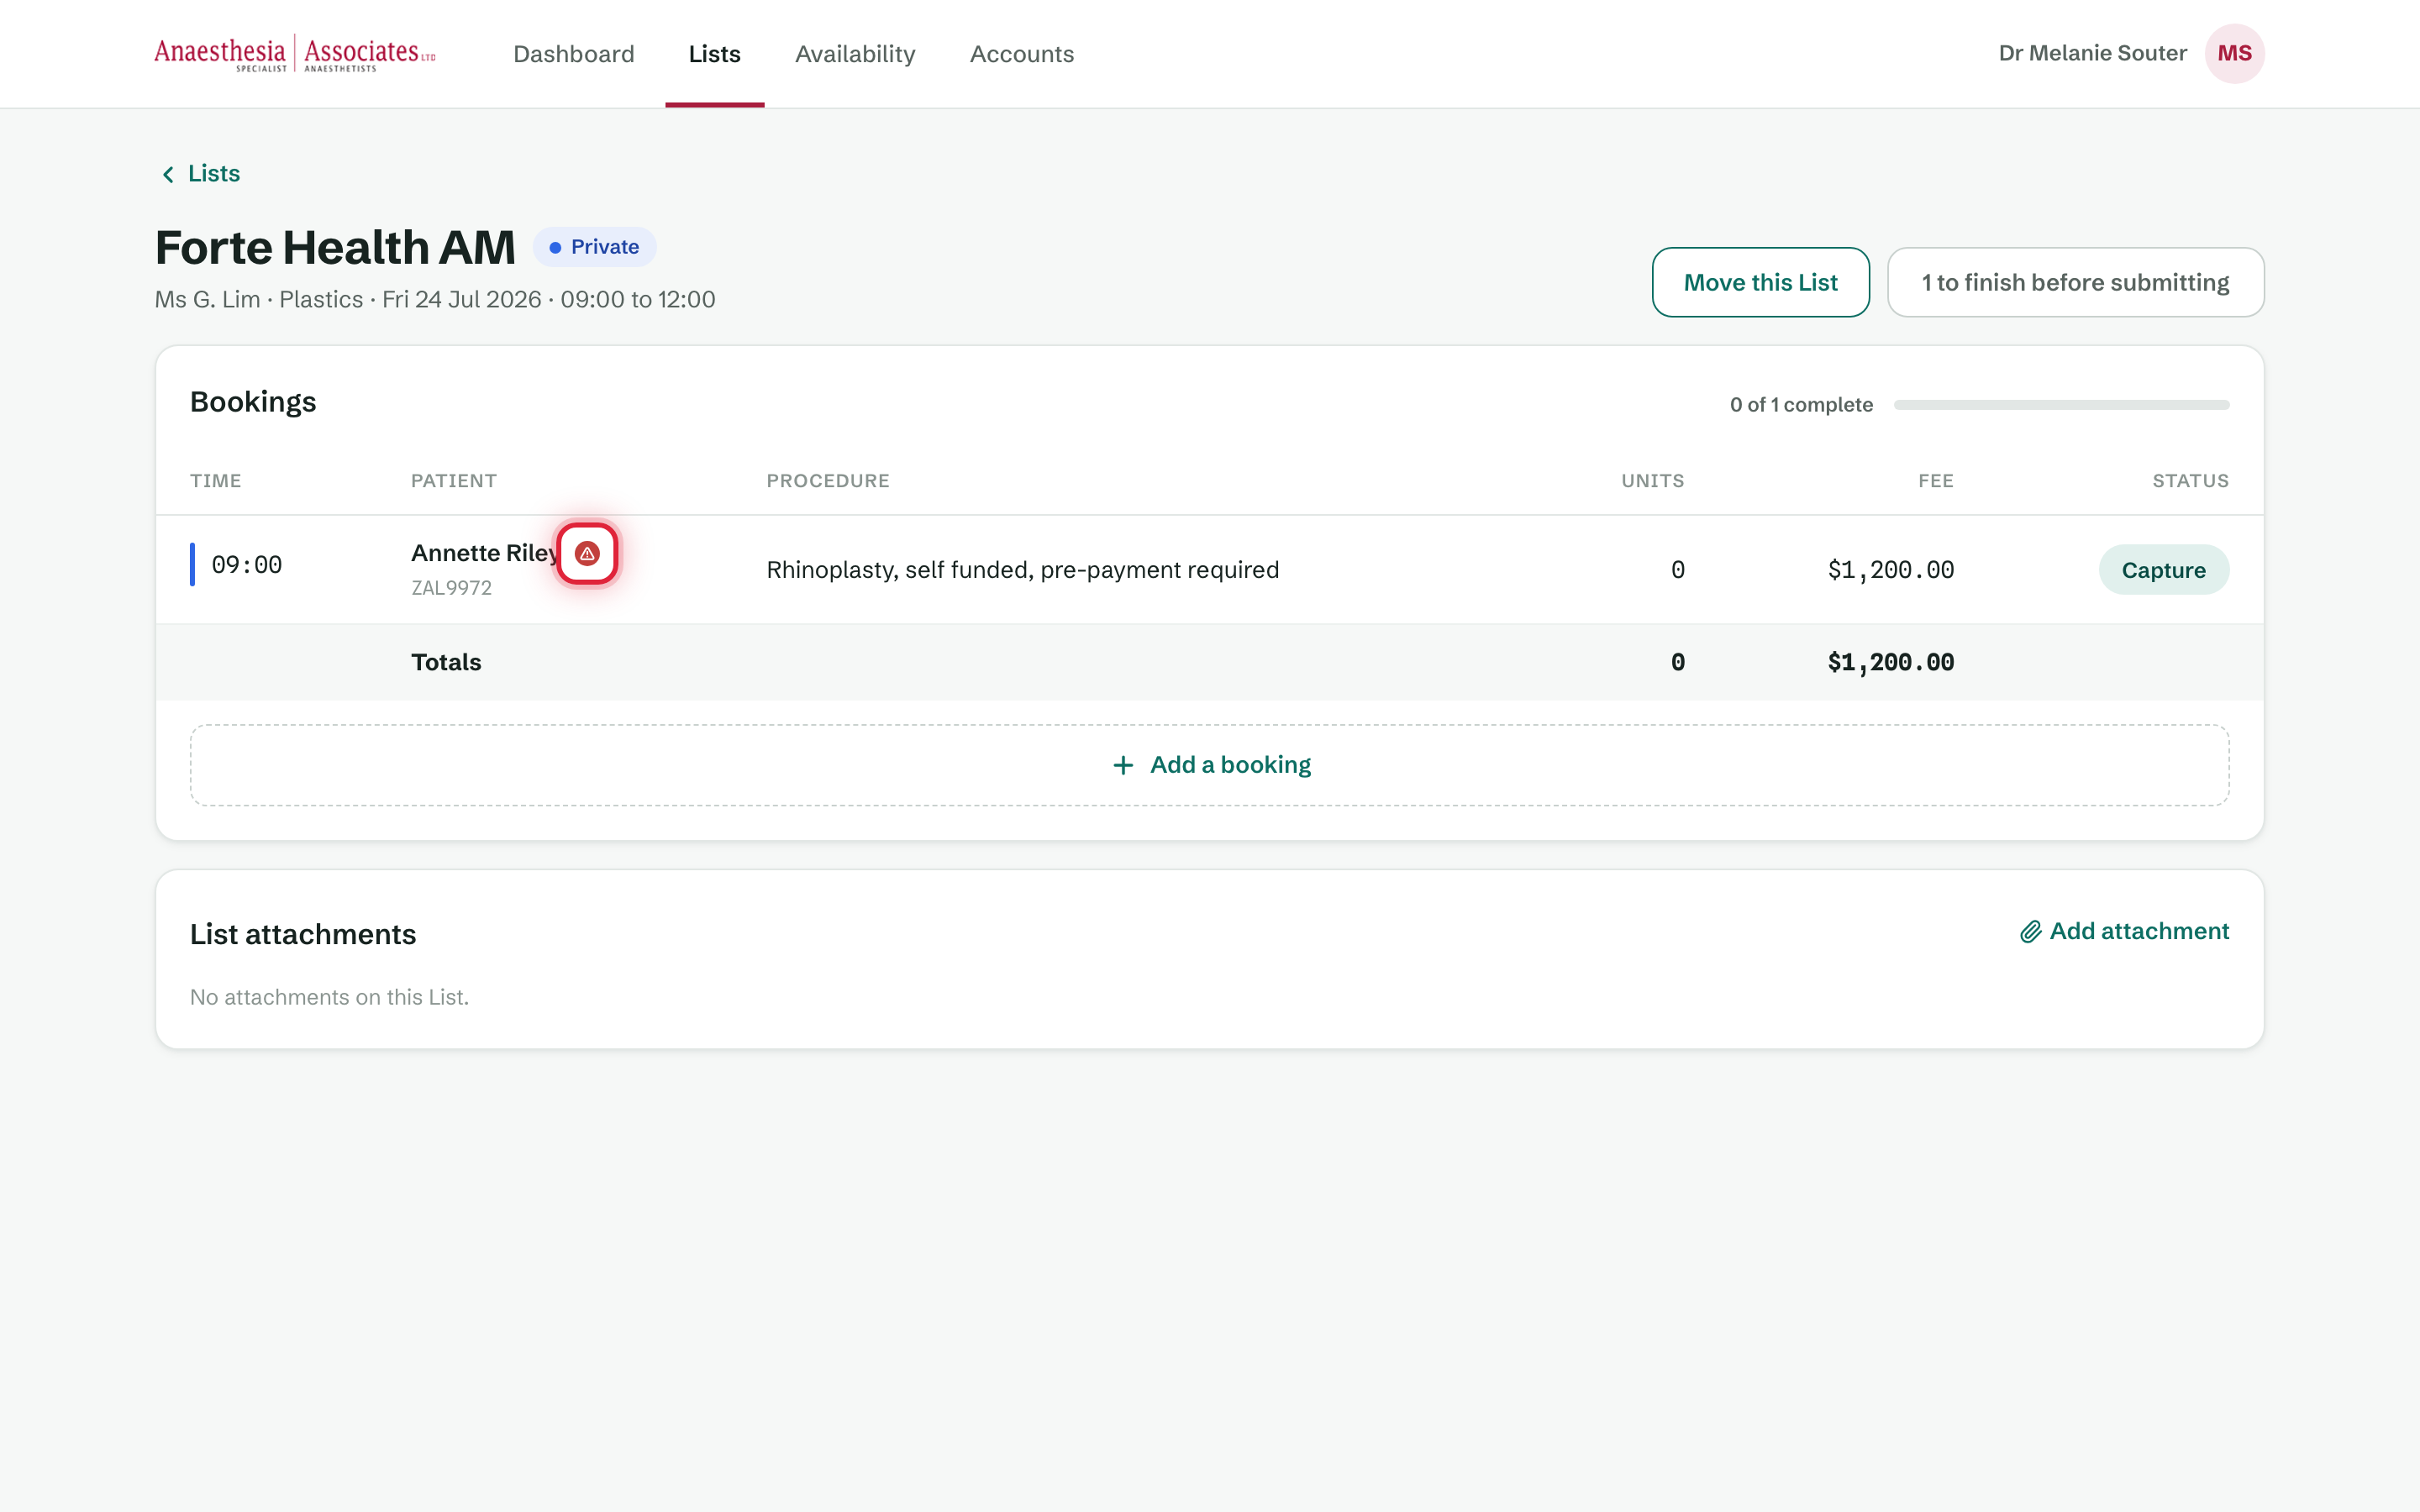 Anaesthesia | Associates LTD
SPECIALIST ANAESTHETISTS
Dashboard
Lists
Availability
Accounts
Dr Melanie Souter
MS
Lists
Forte Health AM
Private
Ms G. Lim · Plastics · Fri 24 Jul 2026 · 09:00 to 12:00
Move this List
1 to finish before submitting
Bookings
0 of 1 complete
TIME PATIENT PROCEDURE UNITS FEE STATUS
09:00
Annette Riley
ZAL9972
Rhinoplasty, self funded, pre-payment required
0
$1,200.00
Capture
Totals 0 $1,200.00
+ Add a booking
List attachments
Add attachment
No attachments on this List.